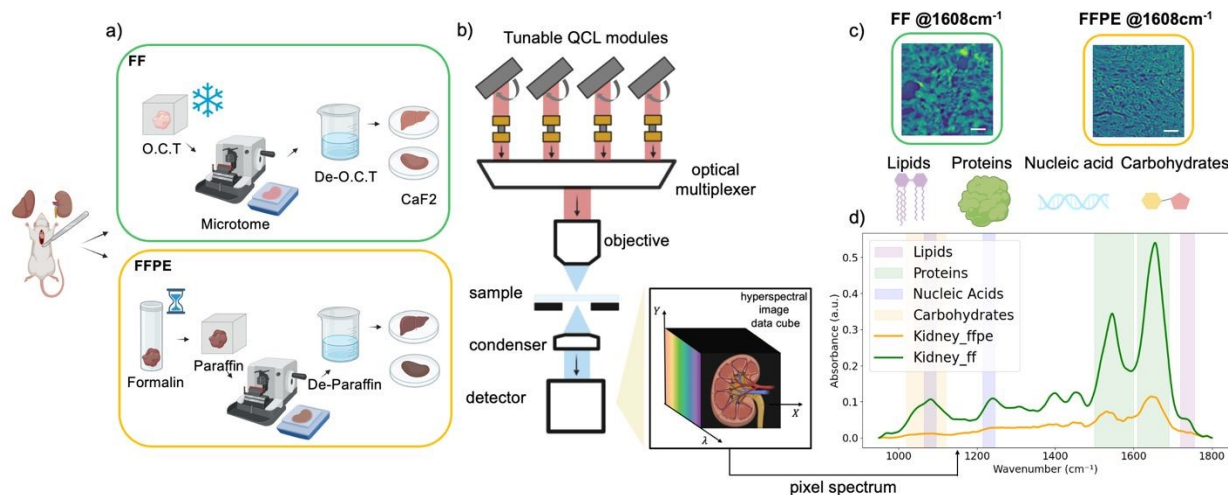 a)
FF
O.C.T
Microtome
De-O.C.T
CaF2
FFPE
Formalin
Paraffin
De-Paraffin
b)
Tunable QCL modules
optical
multiplexer
objective
sample
condenser
detector
hyperspectral
image
data cube
Y
X
λ
pixel spectrum
c)
FF @1608cm⁻¹
FFPE @1608cm⁻¹
Lipids
Proteins
Nucleic acid
Carbohydrates
d)
Lipids
Proteins
Nucleic Acids
Carbohydrates
Kidney_ffpe
Kidney_ff
Absorbance (a.u.)
0.5
0.4
0.3
0.2
0.1
0.0
1000
1200
1400
1600
1800
Wavenumber (cm⁻¹)